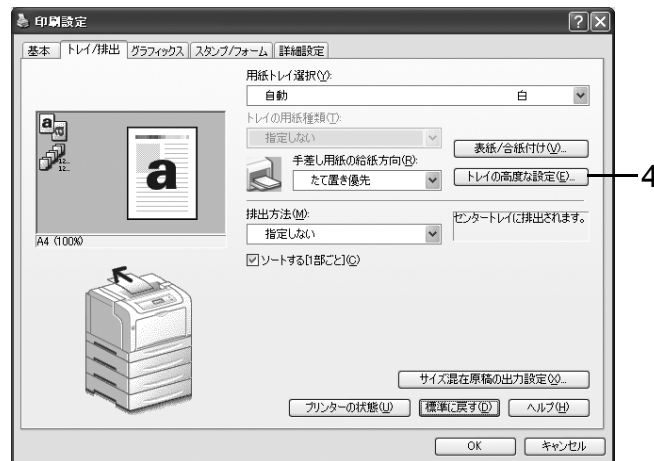 印刷設定
基本 トレイ/排出 グラフィックス スタンプ/フォーム 詳細設定
用紙トレイ選択(Y):
自動 白
トレイの用紙種類(T):
指定しない
表紙/合紙付け(V)...
手差し用紙の給紙方向(R):
たて置き優先
トレイの高度な設定(E)...
4
排出方法(M):
指定しない
センタートレイに排出されます。
A4 (100%)
ソートする[1部ごと](C)
a
a
12..
12..
a
サイズ混在原稿の出力設定(X)...
プリンターの状態(U) 標準に戻す(D) ヘルプ(H)
OK キャンセル